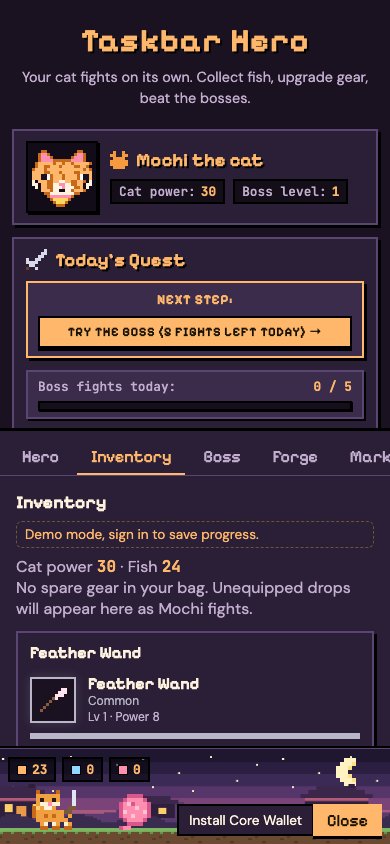 Taskbar Hero
Your cat fights on its own. Collect fish, upgrade gear,
beat the bosses.
Mochi the cat
Cat power: 30
Boss level: 1
Today's Quest
NEXT STEP:
TRY THE BOSS (5 FIGHTS LEFT TODAY) →
Boss fights today: 0 / 5
Hero Inventory Boss Forge Mark
Inventory
Demo mode, sign in to save progress.
Cat power 30 · Fish 24
No spare gear in your bag. Unequipped drops
will appear here as Mochi fights.
Feather Wand
Feather Wand
Common
Lv 1 · Power 8
23 0 0
Install Core Wallet Close